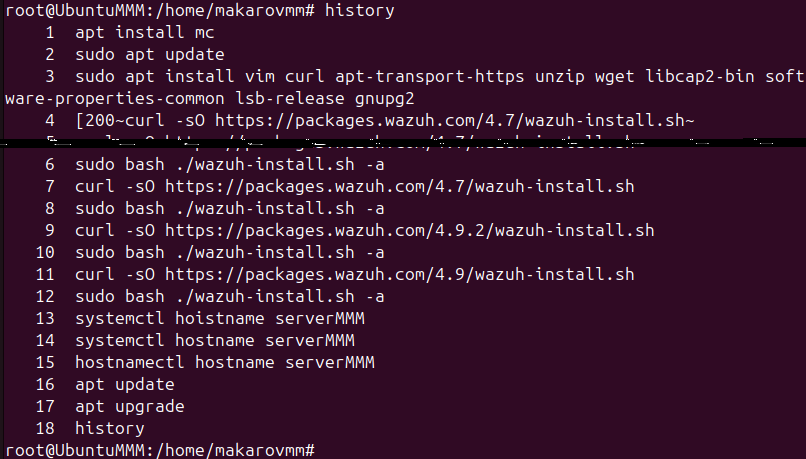 root@UbuntuMMM:/home/makarovmm# history
1 apt install mc
2 sudo apt update
3 sudo apt install vim curl apt-transport-https unzip wget libcap2-bin soft
ware-properties-common lsb-release gnupg2
4 [200~curl -sO https://packages.wazuh.com/4.7/wazuh-install.sh~
6 sudo bash ./wazuh-install.sh -a
7 curl -sO https://packages.wazuh.com/4.7/wazuh-install.sh
8 sudo bash ./wazuh-install.sh -a
9 curl -sO https://packages.wazuh.com/4.9.2/wazuh-install.sh
10 sudo bash ./wazuh-install.sh -a
11 curl -sO https://packages.wazuh.com/4.9/wazuh-install.sh
12 sudo bash ./wazuh-install.sh -a
13 systemctl hoistname serverMMM
14 systemctl hostname serverMMM
15 hostnamectl hostname serverMMM
16 apt update
17 apt upgrade
18 history
root@UbuntuMMM:/home/makarovmm#